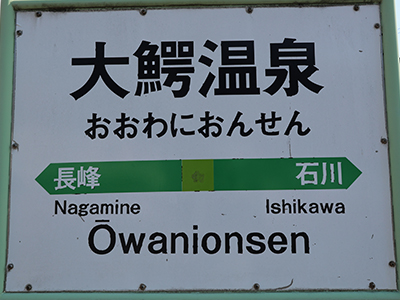 大鰐温泉
おおわにおんせん
長峰 石川
Nagamine Ishikawa
Ōwanionsen